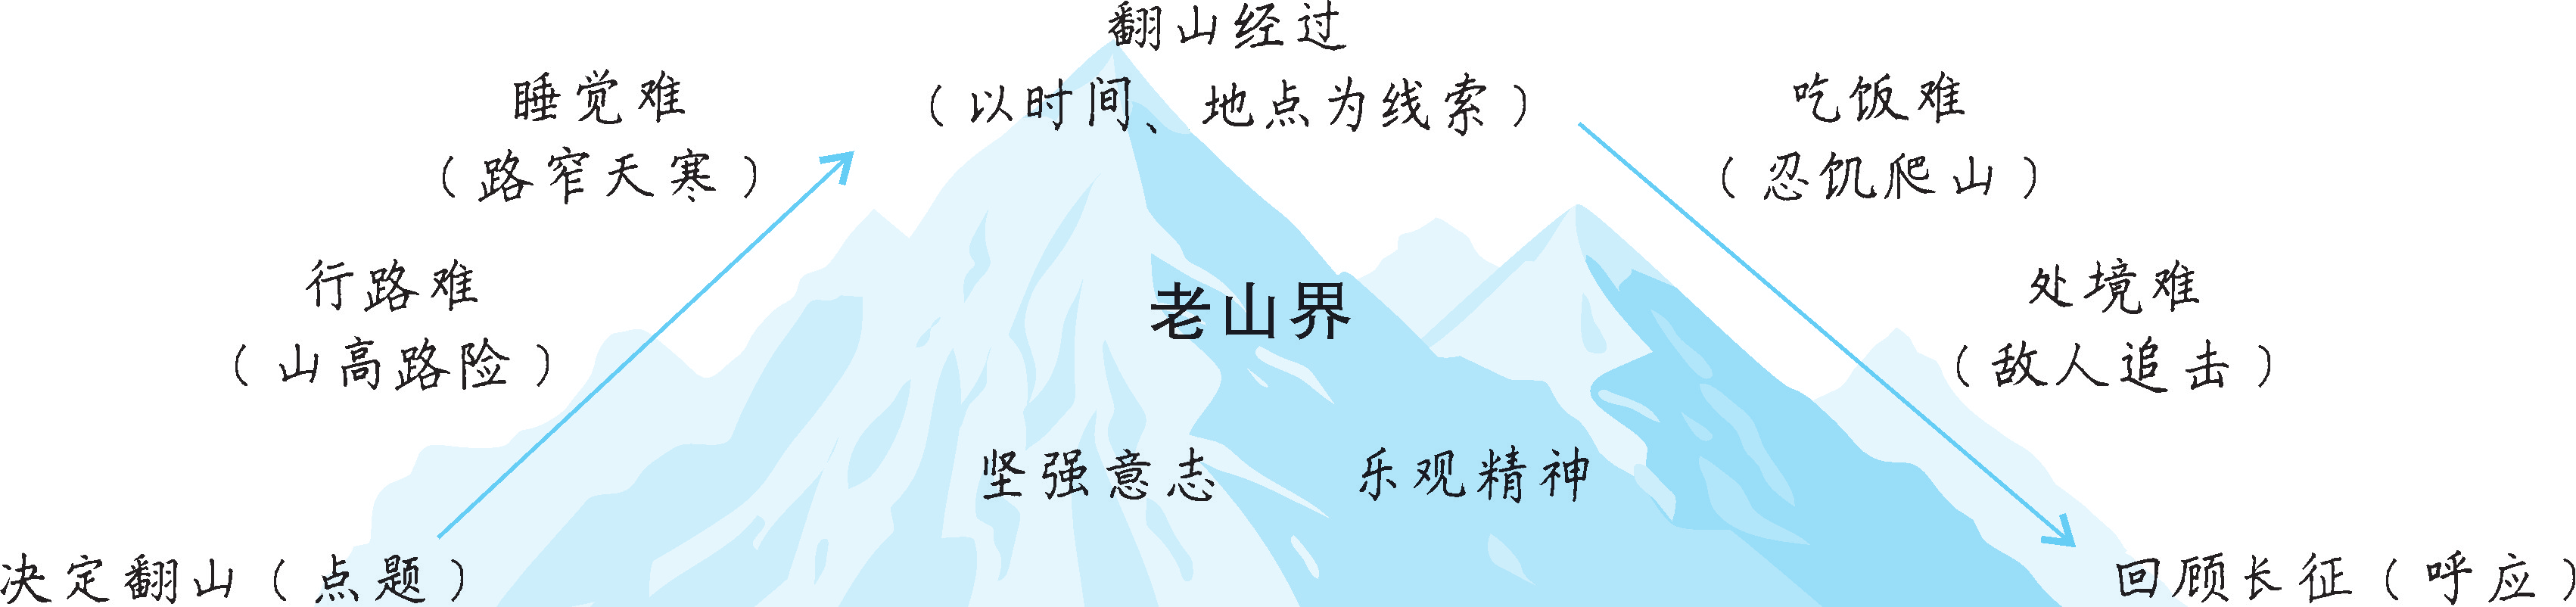 翻山经过
(以时间、地点为线索)
睡觉难
(路窄天寒)
吃饭难
(忍饥爬山)
行路难
(山高路险)
老山界
处境难
(敌人追击)
坚强意志
乐观精神
决定翻山(点题)
回顾长征(呼应)